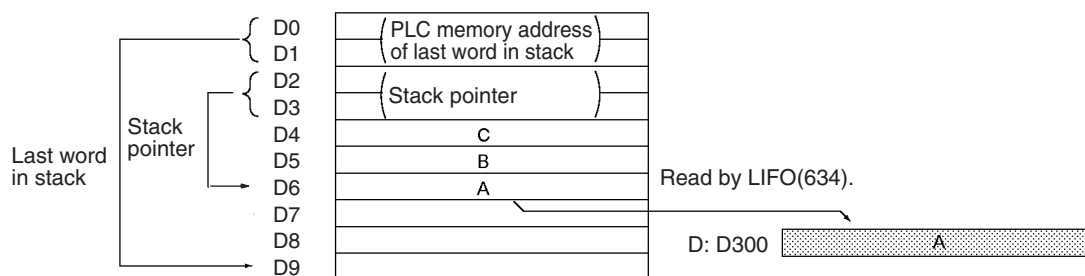 D0
PLC memory address
D1
of last word in stack
D2
Stack pointer
D3
Stack
pointer
D4
C
Last word
in stack
D5
B
D6
A
Read by LIFO(634).
D7
D8
D: D300
A
D9